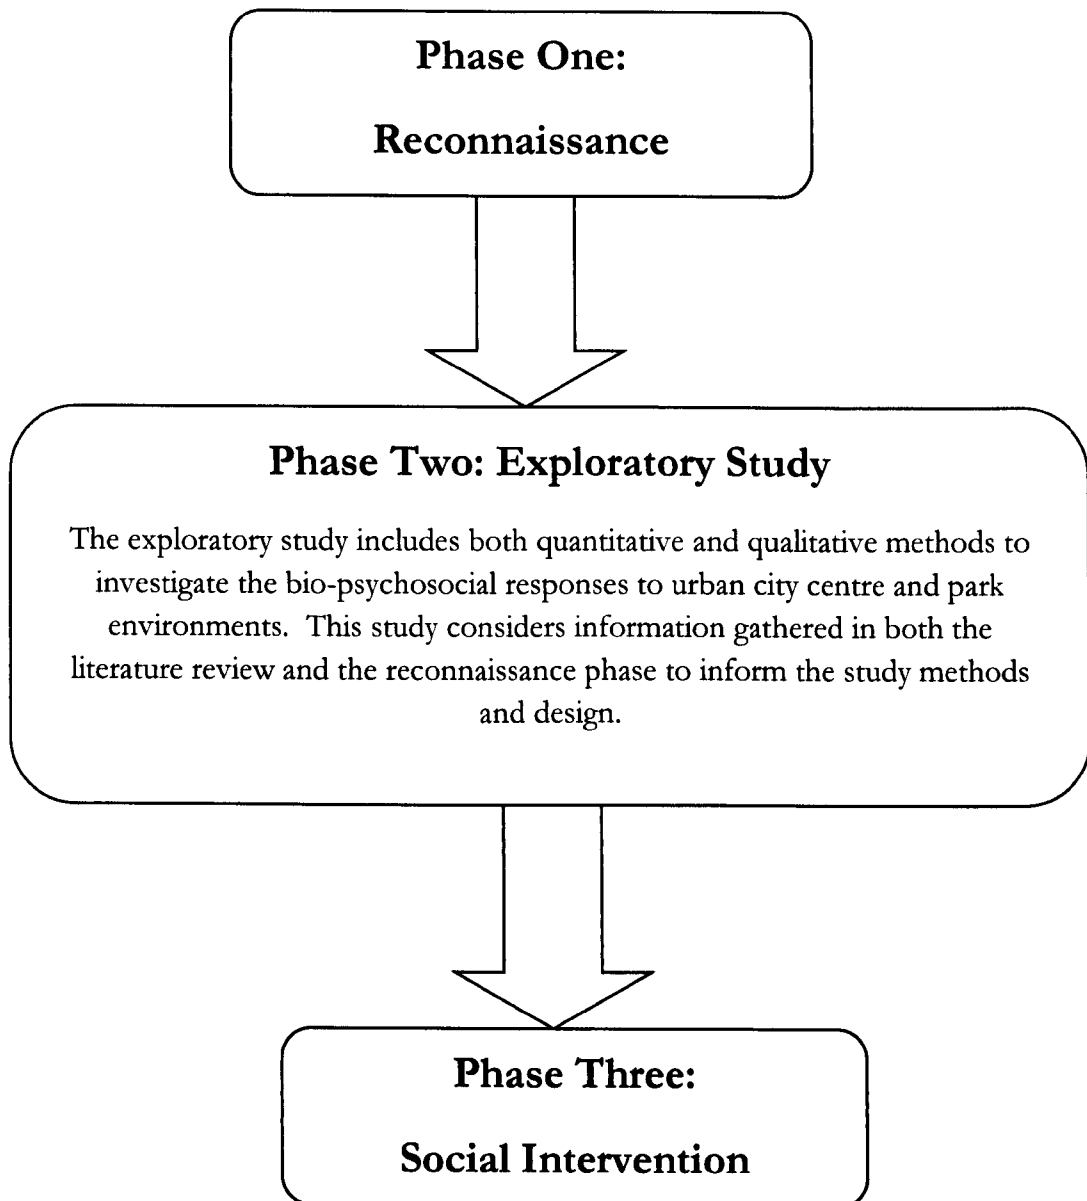 Phase One:
Reconnaissance
Phase Two: Exploratory Study
The exploratory study includes both quantitative and qualitative methods to
investigate the bio-psychosocial responses to urban city centre and park
environments.  This study considers information gathered in both the
literature review and the reconnaissance phase to inform the study methods
and design.
Phase Three:
Social Intervention